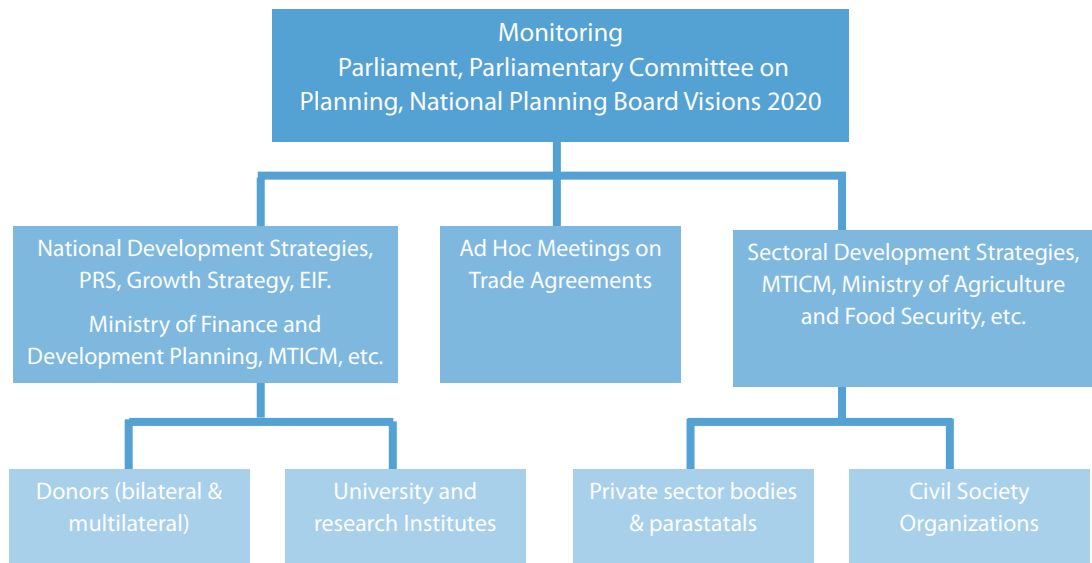 Monitoring
Parliament, Parliamentary Committee on
Planning, National Planning Board Visions 2020
National Development Strategies,
PRS, Growth Strategy, EIF.
Ministry of Finance and
Development Planning, MTICM, etc.
Ad Hoc Meetings on
Trade Agreements
Sectoral Development Strategies,
MTICM, Ministry of Agriculture
and Food Security, etc.
Donors (bilateral &
multilateral)
University and
research Institutes
Private sector bodies
& parastatals
Civil Society
Organizations